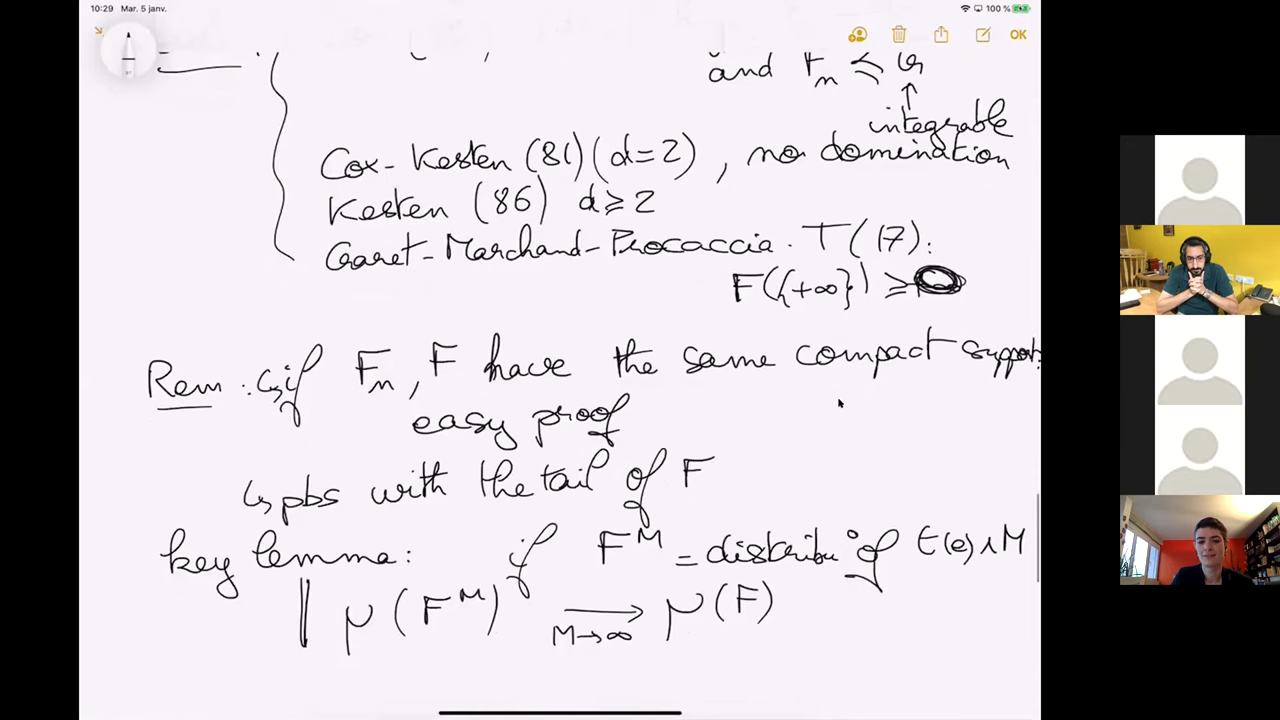 10:29 Mar. 5 janv.
100 %
OK
and Fn ⩽ G
↑
integrable
Cox-Kesten (81) (d=2), no domination
Kesten (86) d ⩾ 2
Garet-Marchand-Procaccia. T (17):
F({+∞}) ⩾
Rem: ↳ if Fn, F have the same compact support:
easy proof
↳ pbs with the tail of F
key lemma: if F^M = distribu° of t(e) ∧ M
‖ μ(F^M) → μ(F)
M→∞